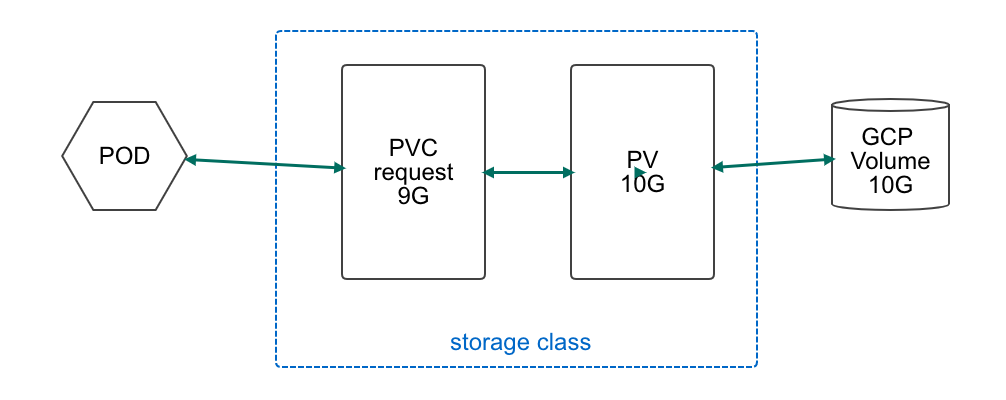 POD
PVC
request
9G
PV
10G
GCP
Volume
10G
storage class